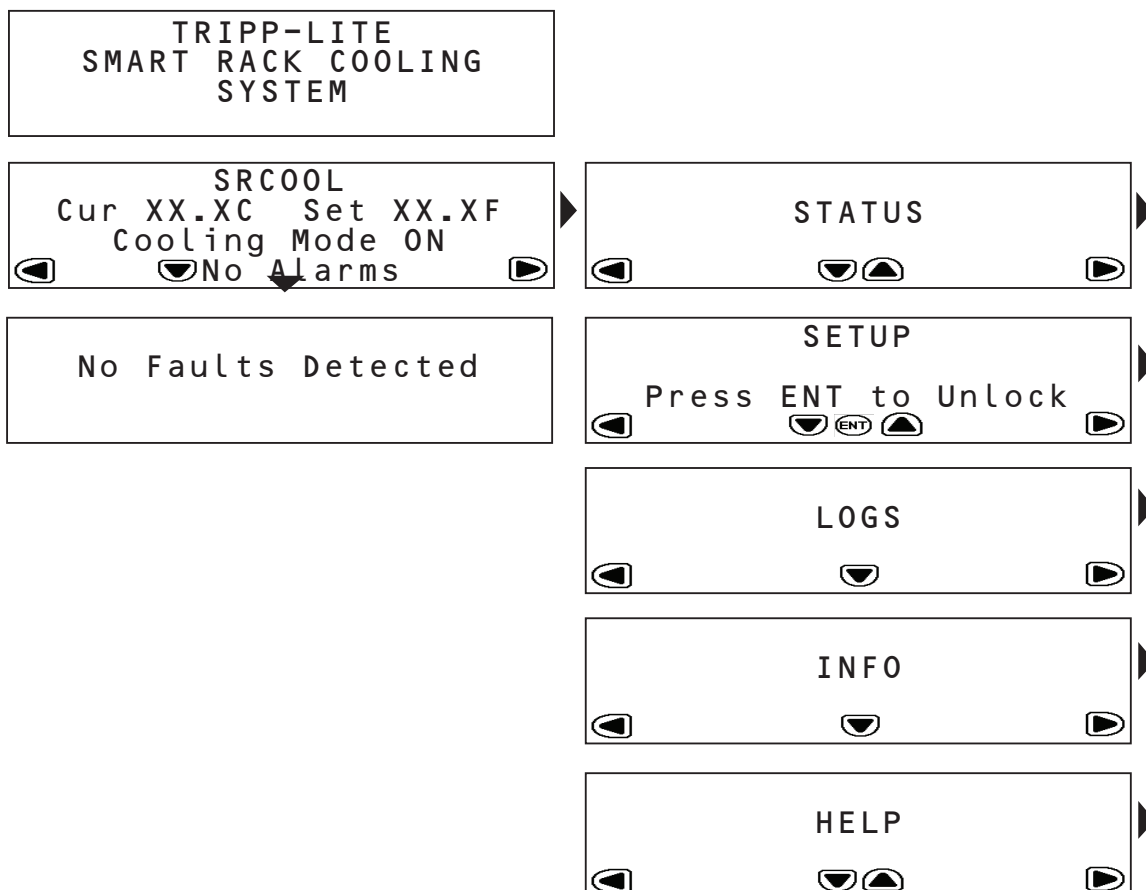 TRIPP-LITE
SMART RACK COOLING
SYSTEM
SRCOOL
Cur XX.XC Set XX.XF
Cooling Mode ON
No Alarms
No Faults Detected
STATUS
SETUP
Press ENT to Unlock
ENT
LOGS
INFO
HELP